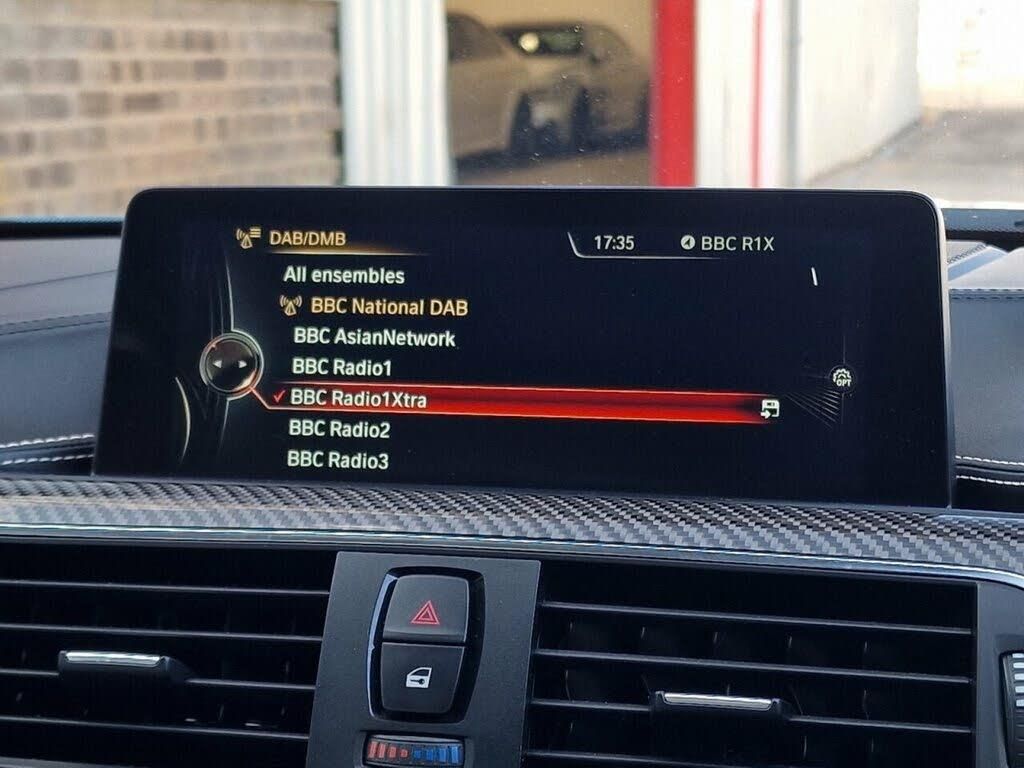 DAB/DMB
17:35
BBC R1X
All ensembles
BBC National DAB
BBC AsianNetwork
BBC Radio1
BBC Radio1Xtra
OPT
BBC Radio2
BBC Radio3